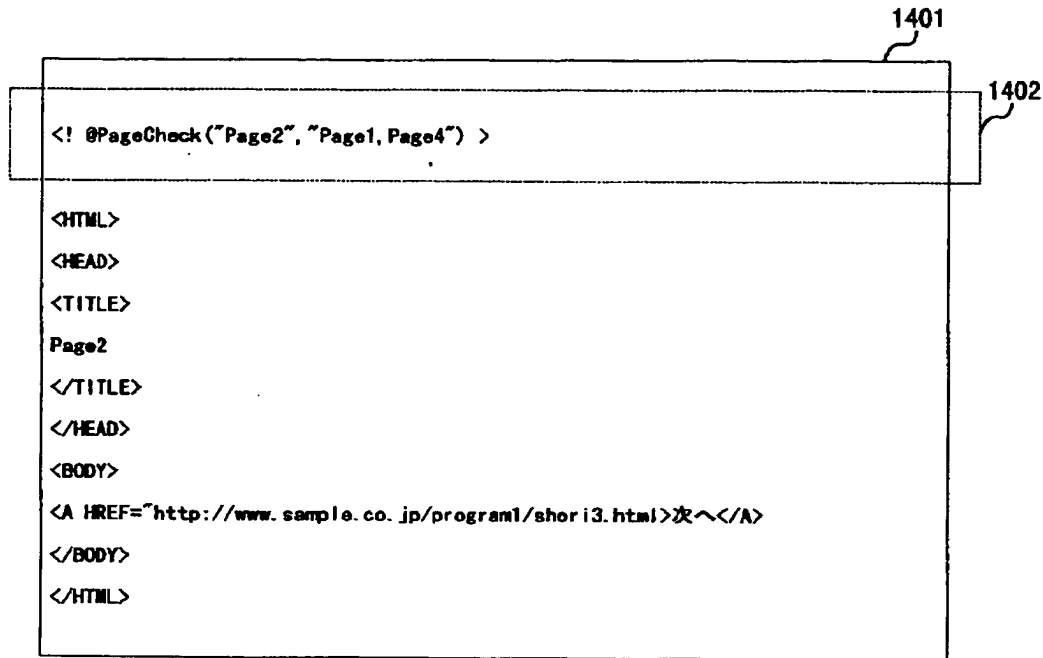 1401
1402
<! @PageCheck("Page2", "Page1, Page4") >
<HTML>
<HEAD>
<TITLE>
Page2
</TITLE>
</HEAD>
<BODY>
<A HREF="http://www.sample.co.jp/program1/shori3.html>次へ</A>
</BODY>
</HTML>